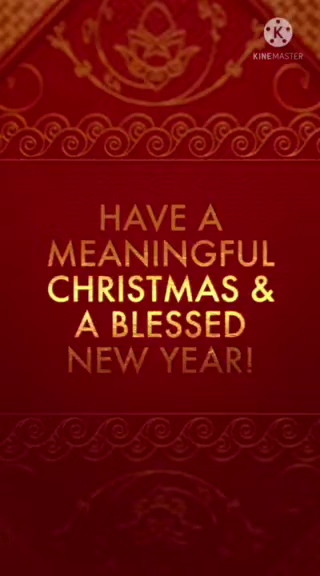 KINEMASTER
HAVE A
MEANINGFUL
CHRISTMAS &
A BLESSED
NEW YEAR!